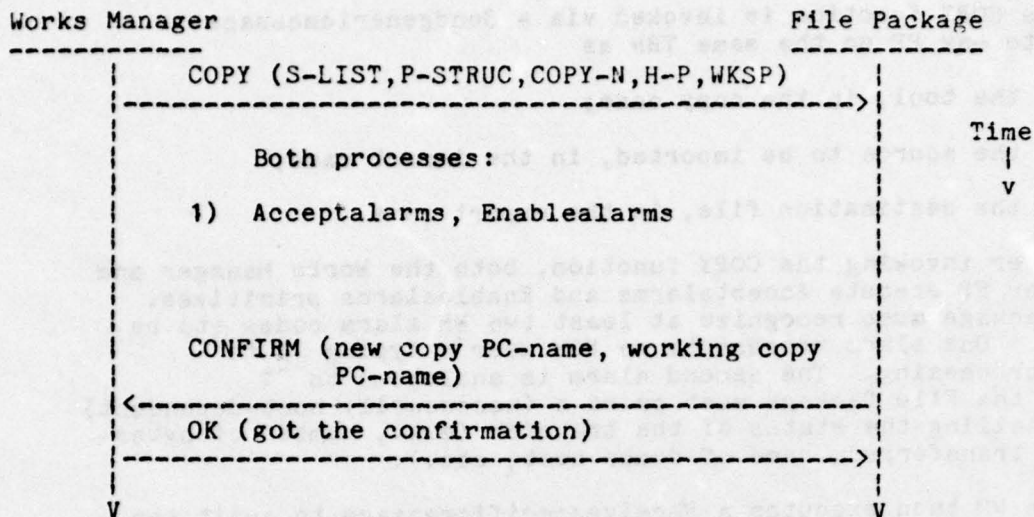 Works Manager File Package
COPY (S-LIST,P-STRUC,COPY-N,H-P,WKSP)
Time
Both processes:
1) Acceptalarms, Enablealarms
CONFIRM (new copy PC-name, working copy
PC-name)
OK (got the confirmation)